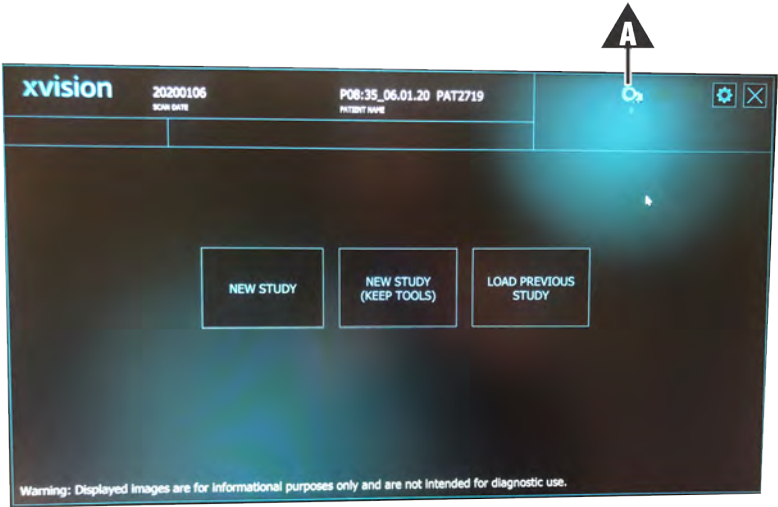 A
xvision
20200106
SCAN DATE
P08:35_06.01.20 PAT2719
PATIENT NAME
NEW STUDY
NEW STUDY
(KEEP TOOLS)
LOAD PREVIOUS
STUDY
Warning: Displayed images are for informational purposes only and are not intended for diagnostic use.